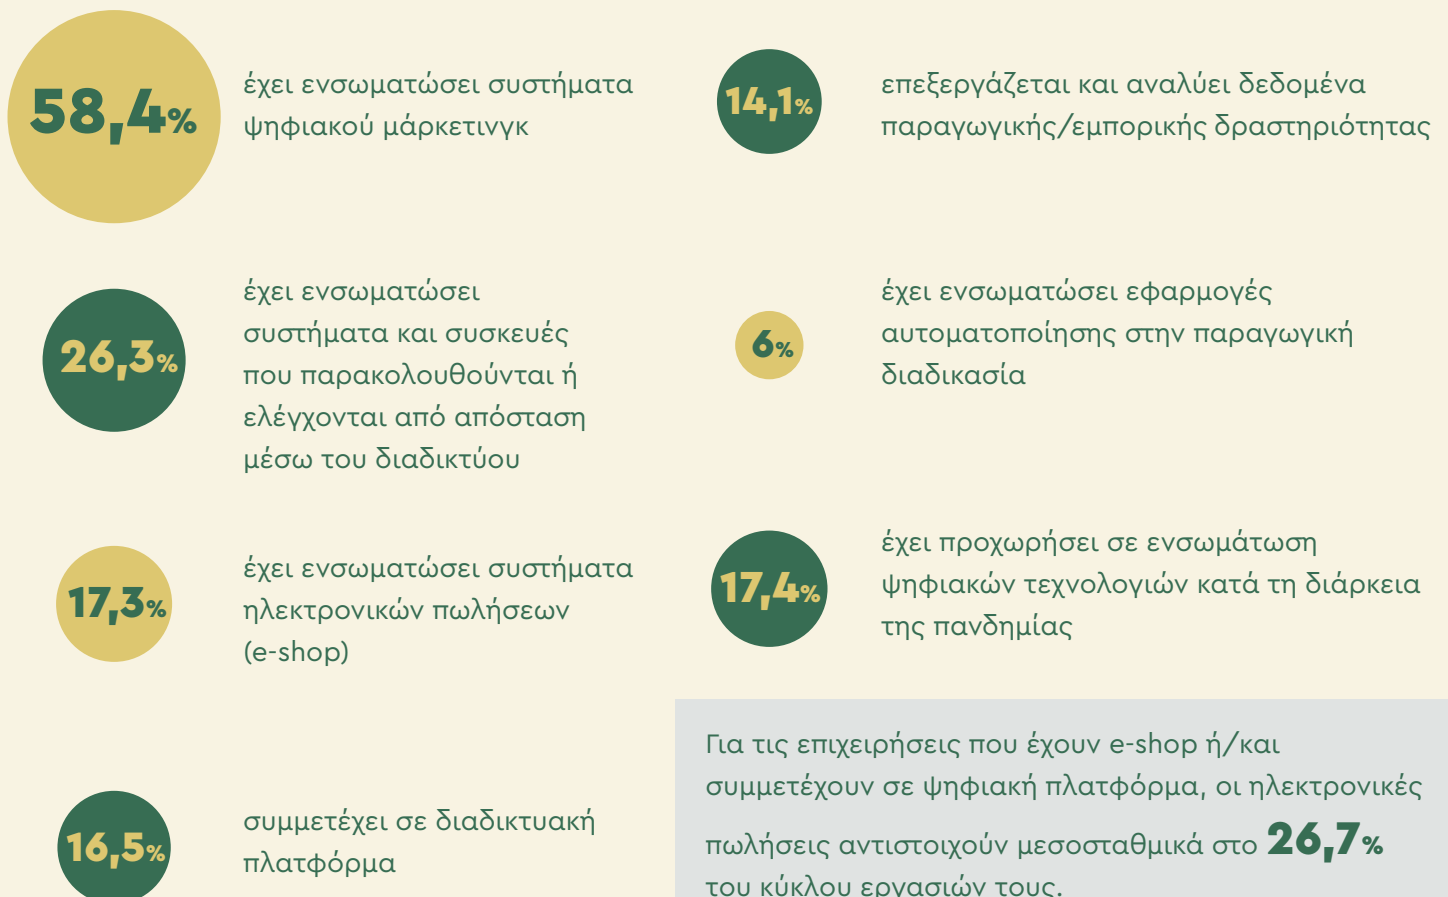 58,4%
έχει ενσωματώσει συστήματα
ψηφιακού μάρκετινγκ
26,3%
έχει ενσωματώσει
συστήματα και συσκευές
που παρακολουθούνται ή
ελέγχονται από απόσταση
μέσω του διαδικτύου
17,3%
έχει ενσωματώσει συστήματα
ηλεκτρονικών πωλήσεων
(e-shop)
16,5%
συμμετέχει σε διαδικτυακή
πλατφόρμα
14,1%
επεξεργάζεται και αναλύει δεδομένα
παραγωγικής/εμπορικής δραστηριότητας
6%
έχει ενσωματώσει εφαρμογές
αυτοματοποίησης στην παραγωγική
διαδικασία
17,4%
έχει προχωρήσει σε ενσωμάτωση
ψηφιακών τεχνολογιών κατά τη διάρκεια
της πανδημίας
Για τις επιχειρήσεις που έχουν e-shop ή/και
συμμετέχουν σε ψηφιακή πλατφόρμα, οι ηλεκτρονικές
πωλήσεις αντιστοιχούν μεσοσταθμικά στο 26,7%
του κύκλου εργασιών τους.